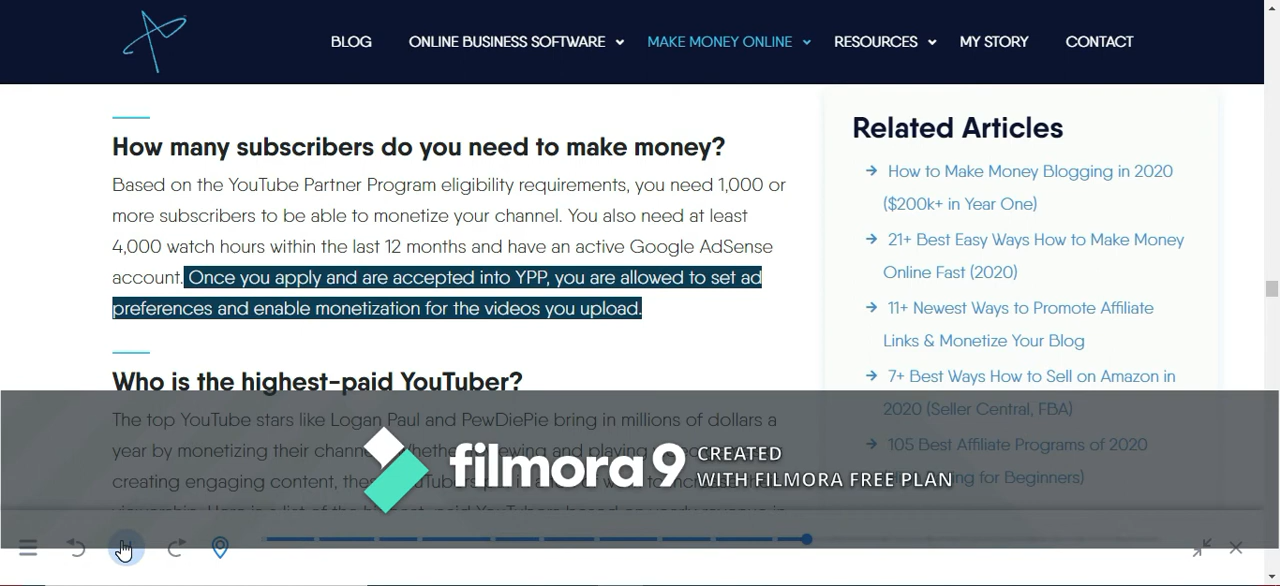 BLOG
ONLINE BUSINESS SOFTWARE
MAKE MONEY ONLINE
RESOURCES
MY STORY
CONTACT
How many subscribers do you need to make money?
Based on the YouTube Partner Program eligibility requirements, you need 1,000 or
more subscribers to be able to monetize your channel. You also need at least
4,000 watch hours within the last 12 months and have an active Google AdSense
account. Once you apply and are accepted into YPP, you are allowed to set ad
preferences and enable monetization for the videos you upload.
Who is the highest-paid YouTuber?
The top YouTube stars like Logan Paul and PewDiePie bring in millions of dollars a
year by monetizing their
creating engaging content,
Related Articles
How to Make Money Blogging in 2020
($200k+ in Year One)
21+ Best Easy Ways How to Make Money
Online Fast (2020)
11+ Newest Ways to Promote Affiliate
Links & Monetize Your Blog
7+ Best Ways How to Sell on Amazon in
2020 (Seller Central, FBA)
105 Best Affiliate Programs of 2020
for Beginners)
filmora9
CREATED
WITH FILMORA FREE PLAN